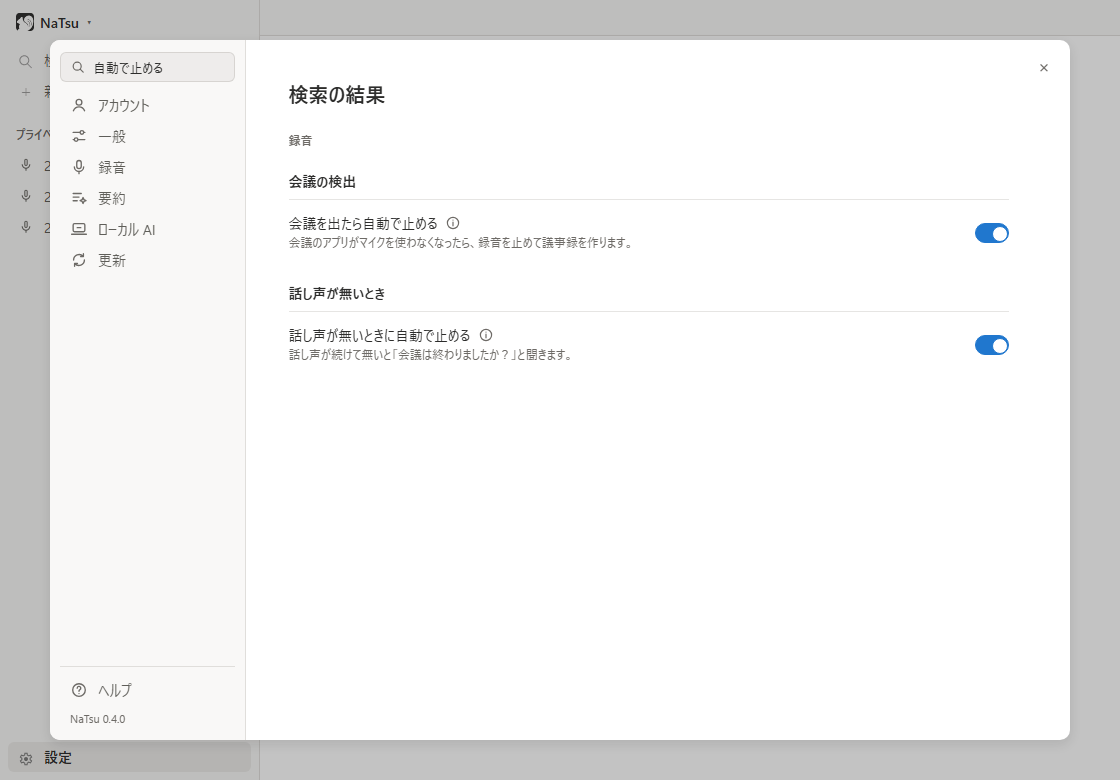 NaTsu
自動で止める
アカウント
一般
録音
要約
ローカル AI
更新
ヘルプ
NaTsu 0.4.0
設定
プライベ
2
2
2
検索の結果
録音
会議の検出
会議を出たら自動で止める
会議のアプリがマイクを使わなくなったら、録音を止めて議事録を作ります。
話し声が無いとき
話し声が無いときに自動で止める
話し声が続けて無いと「会議は終わりましたか？」と聞きます。